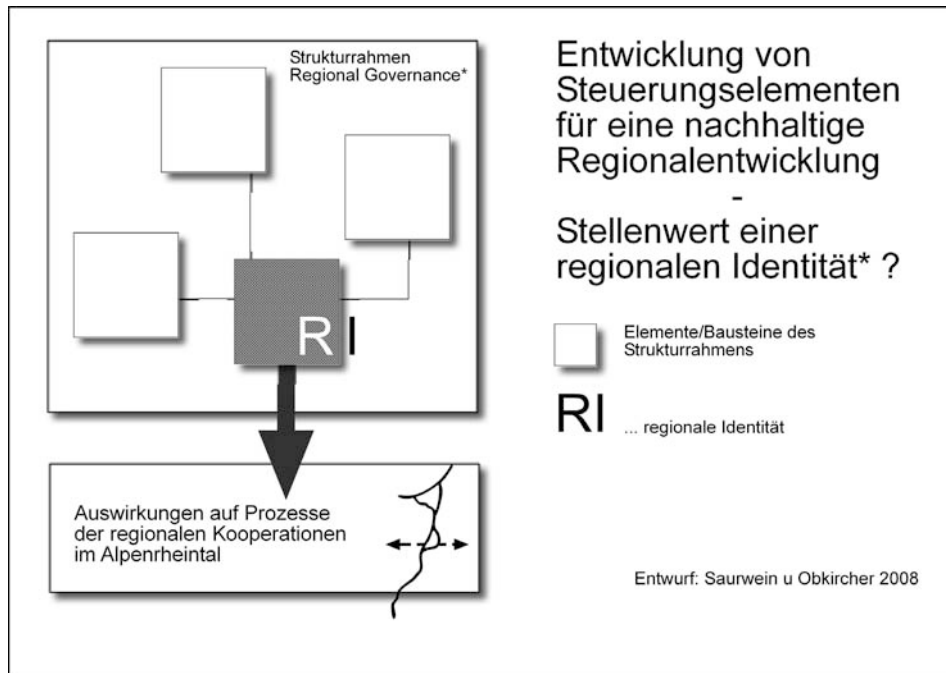 Strukturrahmen
Regional Governance*
RI
Auswirkungen auf Prozesse
der regionalen Kooperationen
im Alpenrheintal
Entwicklung von
Steuerungselementen
für eine nachhaltige
Regionalentwicklung
-
Stellenwert einer
regionalen Identität* ?
Elemente/Bausteine des
Strukturrahmens
RI ... regionale Identität
Entwurf: Saurwein u Obkircher 2008